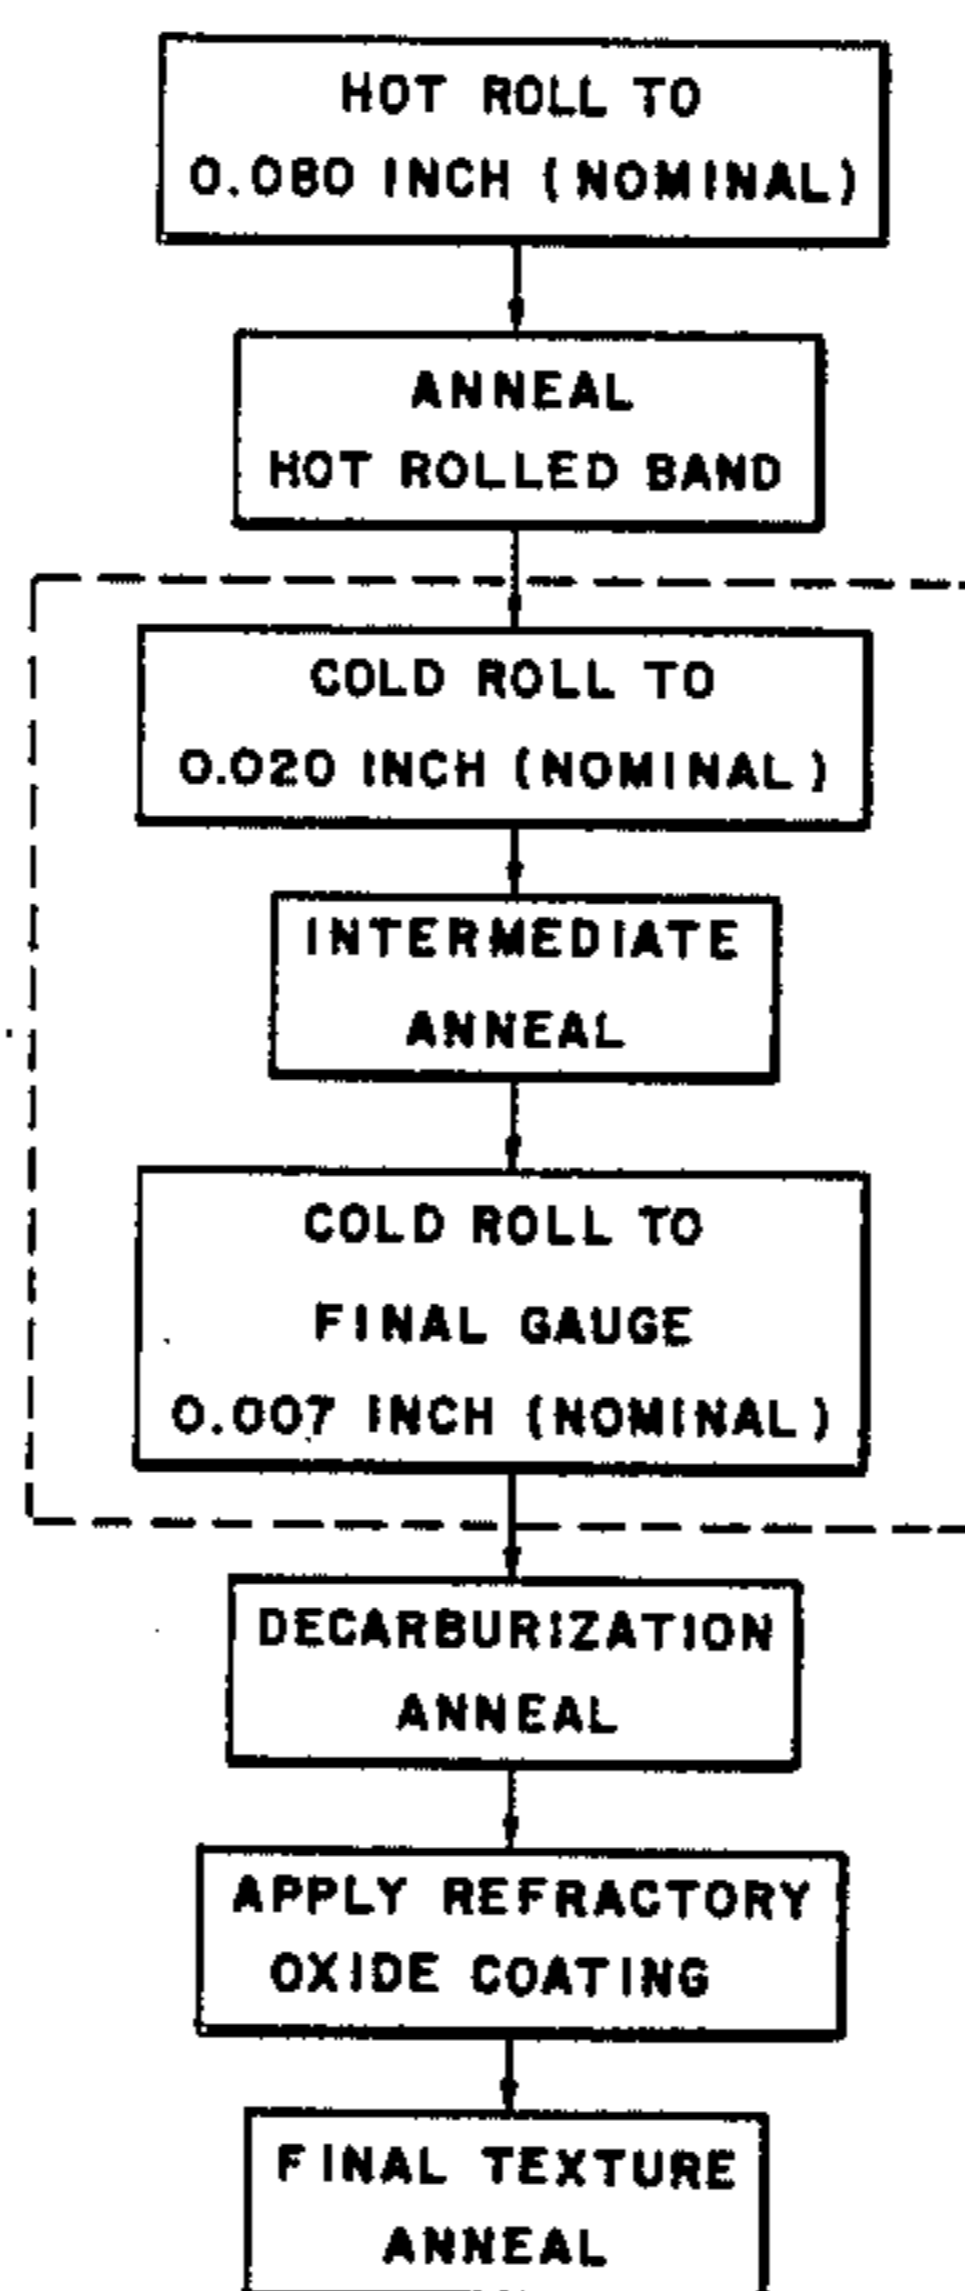 HOT ROLL TO
0.080 INCH (NOMINAL)
ANNEAL
HOT ROLLED BAND
COLD ROLL TO
0.020 INCH (NOMINAL)
INTERMEDIATE
ANNEAL
COLD ROLL TO
FINAL GAUGE
0.007 INCH (NOMINAL)
DECARBURIZATION
ANNEAL
APPLY REFRACTORY
OXIDE COATING
FINAL TEXTURE
ANNEAL